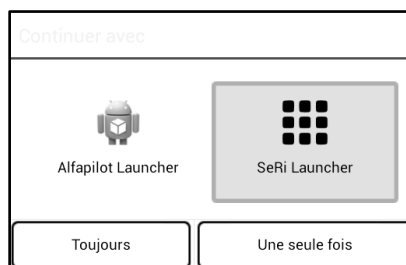 Continuer avec
Alfapilot Launcher
SeRi Launcher
Toujours
Une seule fois